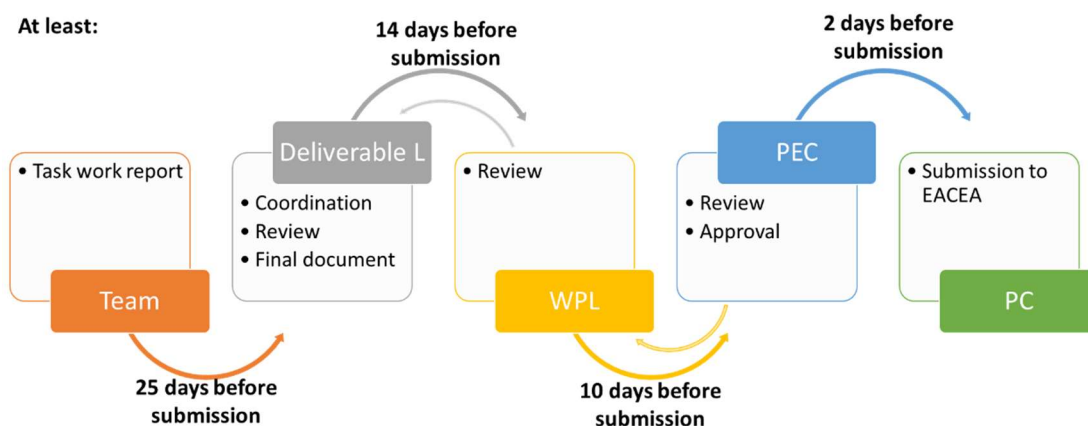 At least:
14 days before
submission
2 days before
submission
Deliverable L
PEC
• Task work report
• Coordination
• Review
• Final document
• Review
• Review
• Approval
• Submission to
EACEA
Team
WPL
PC
25 days before
submission
10 days before
submission